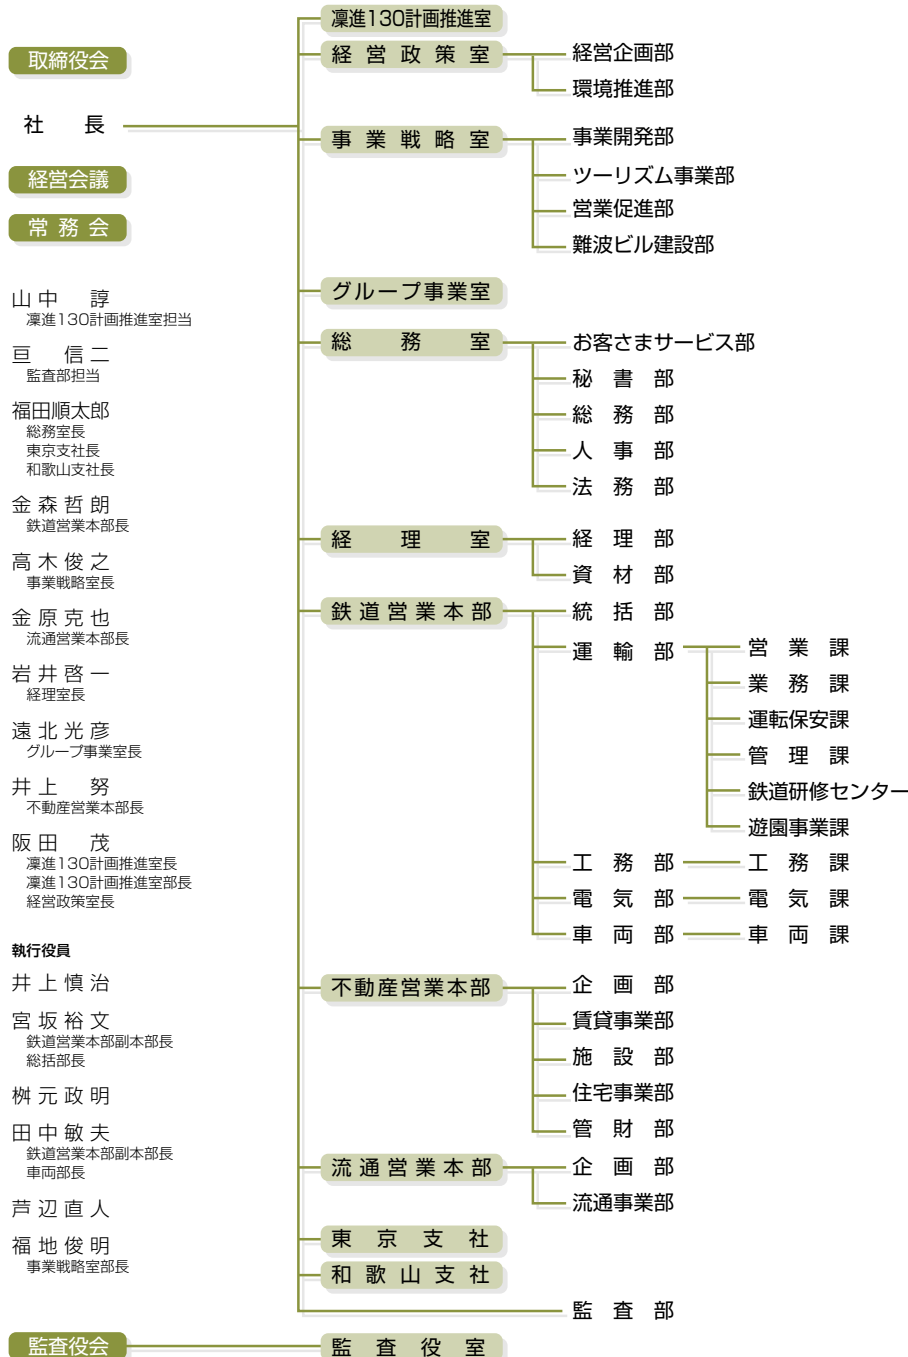 取締役会
社長
経営会議
常務会
山中 諄
凜進130計画推進室担当
亘 信二
監査部担当
福田順太郎
総務室長
東京支社長
和歌山支社長
金森哲朗
鉄道営業本部長
高木俊之
事業戦略室長
金原克也
流通営業本部長
岩井啓一
経理室長
遠北光彦
グループ事業室長
井上 努
不動産営業本部長
阪田 茂
凜進130計画推進室長
凜進130計画推進室部長
経営政策室長
執行役員
井上慎治
宮坂裕文
鉄道営業本部副本部長
総括部長
桝元政明
田中敏夫
鉄道営業本部副本部長
車両部長
芦辺直人
福地俊明
事業戦略室部長
監査役会
凜進130計画推進室
経営政策室
経営企画部
環境推進部
事業戦略室
事業開発部
ツーリズム事業部
営業促進部
難波ビル建設部
グループ事業室
総務室
お客さまサービス部
秘書部
総務部
人事部
法務部
経理室
経理部
資材部
鉄道営業本部
統括部
運輸部
営業課
業務課
運転保安課
管理課
鉄道研修センター
遊園事業課
工務部
工務課
電気部
電気課
車両部
車両課
不動産営業本部
企画部
賃貸事業部
施設部
住宅事業部
管財部
流通営業本部
企画部
流通事業部
東京支社
和歌山支社
監査部
監査役室